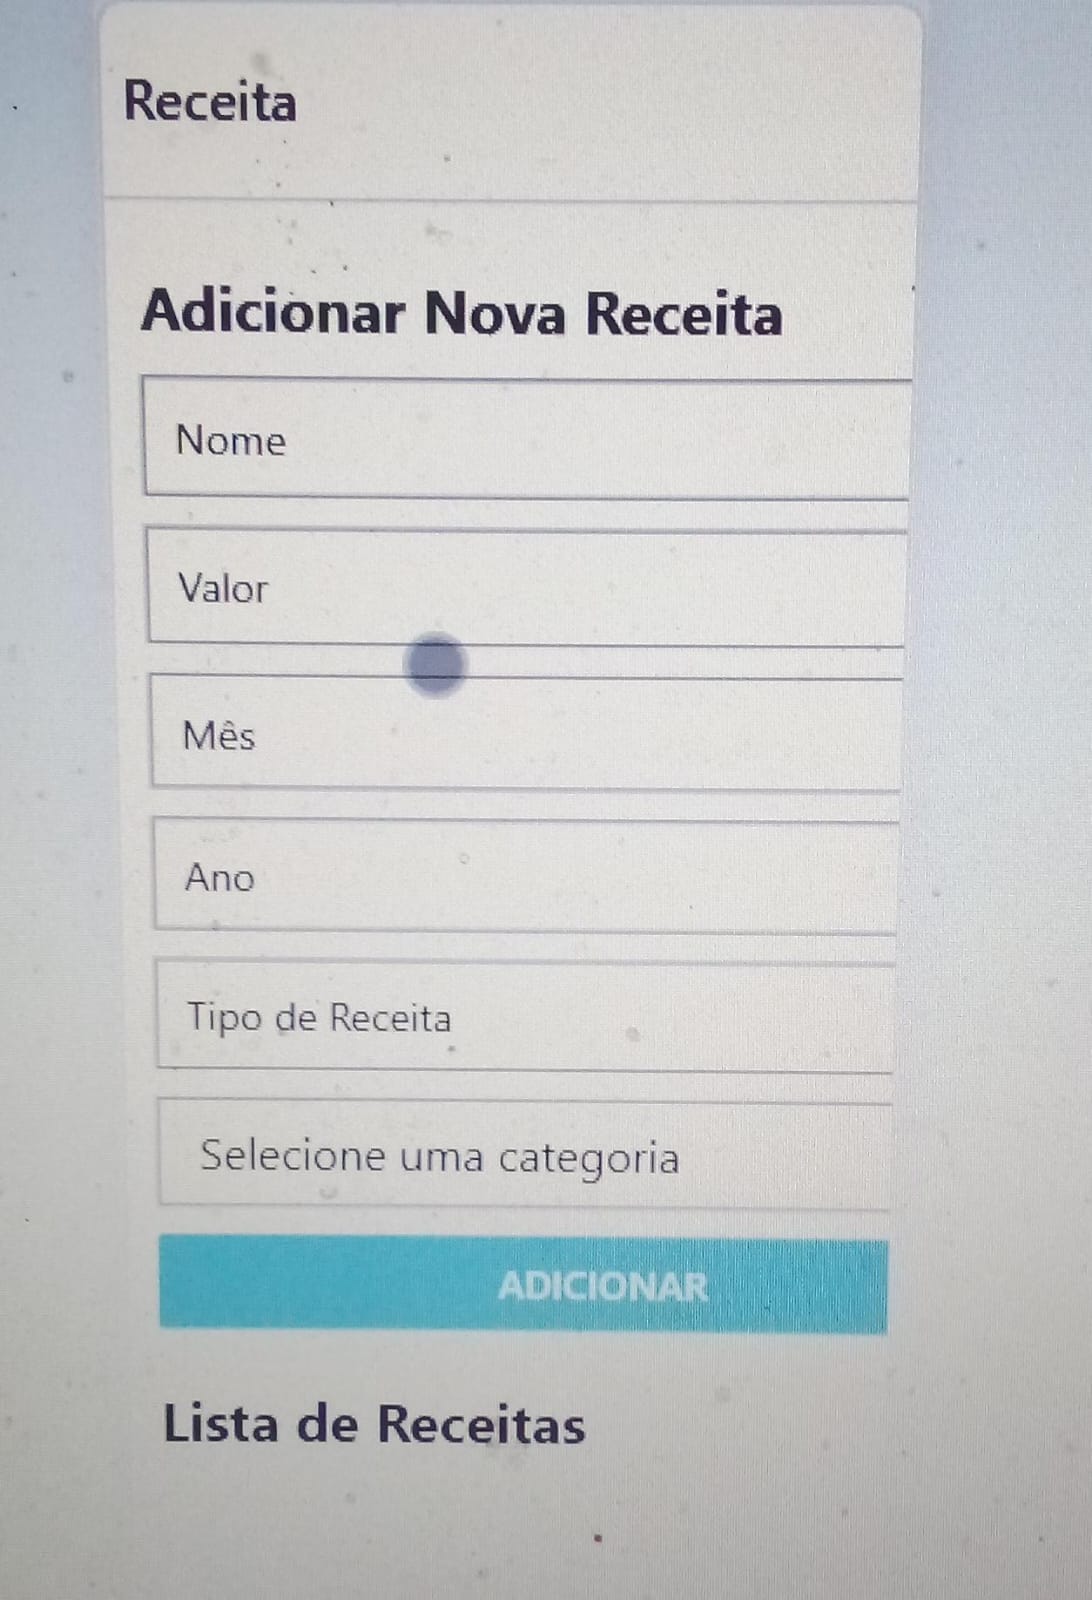 Receita
Adicionar Nova Receita
Nome
Valor
Mês
Ano
Tipo de Receita
Selecione uma categoria
ADICIONAR
Lista de Receitas